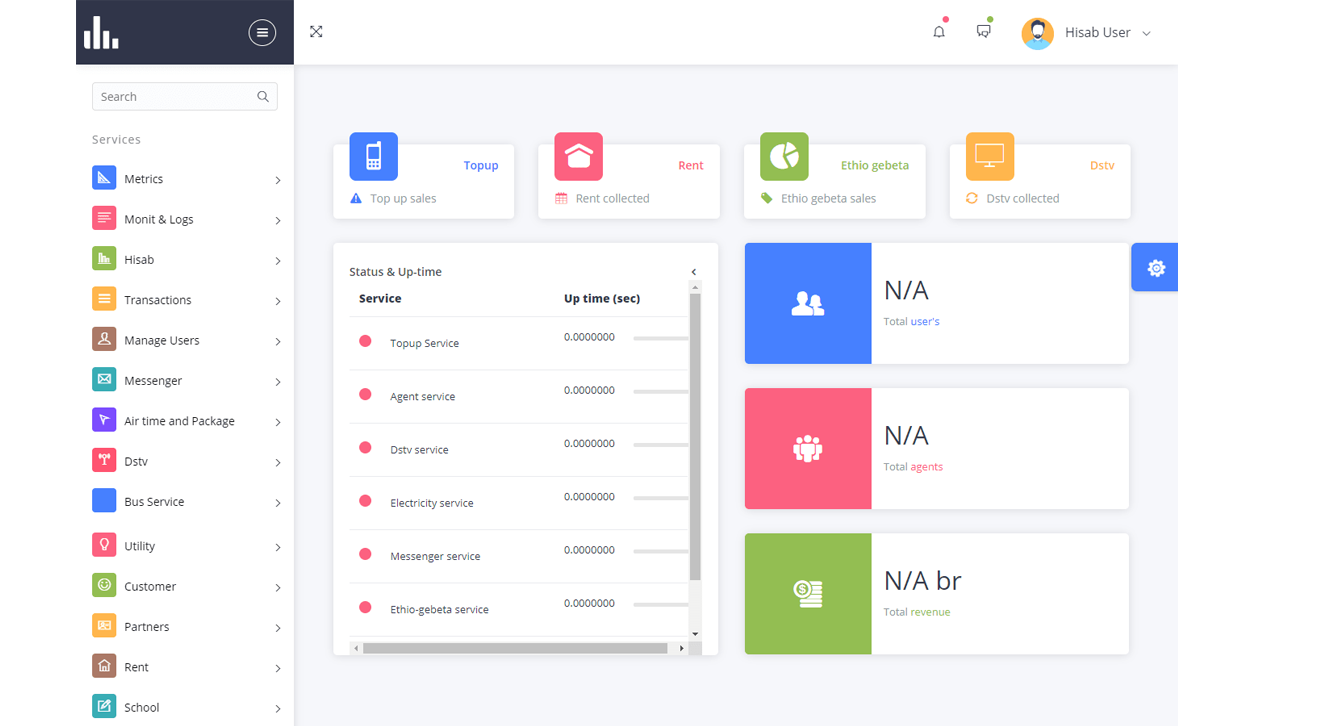 Hisab User
Search
Services
Metrics
Monit & Logs
Hisab
Transactions
Manage Users
Messenger
Air time and Package
Dstv
Bus Service
Utility
Customer
Partners
Rent
School
Topup
Top up sales
Rent
Rent collected
Ethio gebeta
Ethio gebeta sales
Dstv
Dstv collected
Status & Up-time
Service Up time (sec)
Topup Service 0.0000000
Agent service 0.0000000
Dstv service 0.0000000
Electricity service 0.0000000
Messenger service 0.0000000
Ethio-gebeta service 0.0000000
N/A
Total user's
N/A
Total agents
N/A br
Total revenue